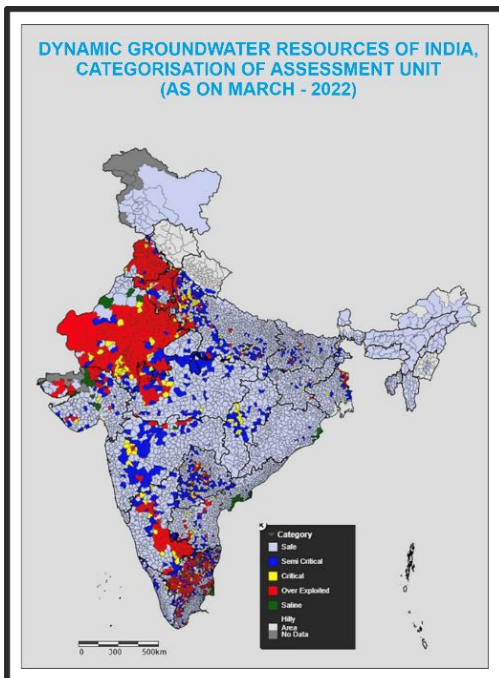 DYNAMIC GROUNDWATER RESOURCES OF INDIA,
CATEGORISATION OF ASSESSMENT UNIT
(AS ON MARCH - 2022)
Category
Safe
Semi Critical
Critical
Over Exploited
Saline
Hilly
Area
No Data
0 300 500km